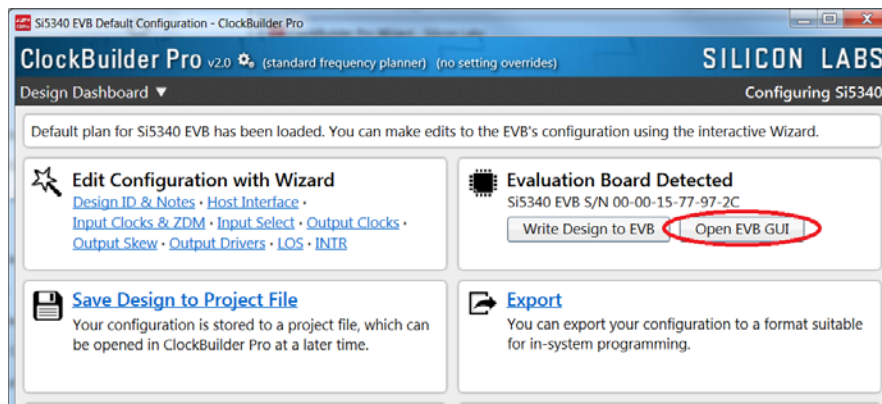 Si5340 EVB Default Configuration - ClockBuilder Pro
ClockBuilder Pro v2.0 (standard frequency planner) (no setting overrides)
SILICON LABS
Design Dashboard ▼
Configuring Si5340
Default plan for Si5340 EVB has been loaded. You can make edits to the EVB's configuration using the interactive Wizard.
Edit Configuration with Wizard
Design ID & Notes · Host Interface ·
Input Clocks & ZDM · Input Select · Output Clocks ·
Output Skew · Output Drivers · LOS · INTR
Evaluation Board Detected
Si5340 EVB S/N 00-00-15-77-97-2C
Write Design to EVB
Open EVB GUI
Save Design to Project File
Your configuration is stored to a project file, which can
be opened in ClockBuilder Pro at a later time.
Export
You can export your configuration to a format suitable
for in-system programming.